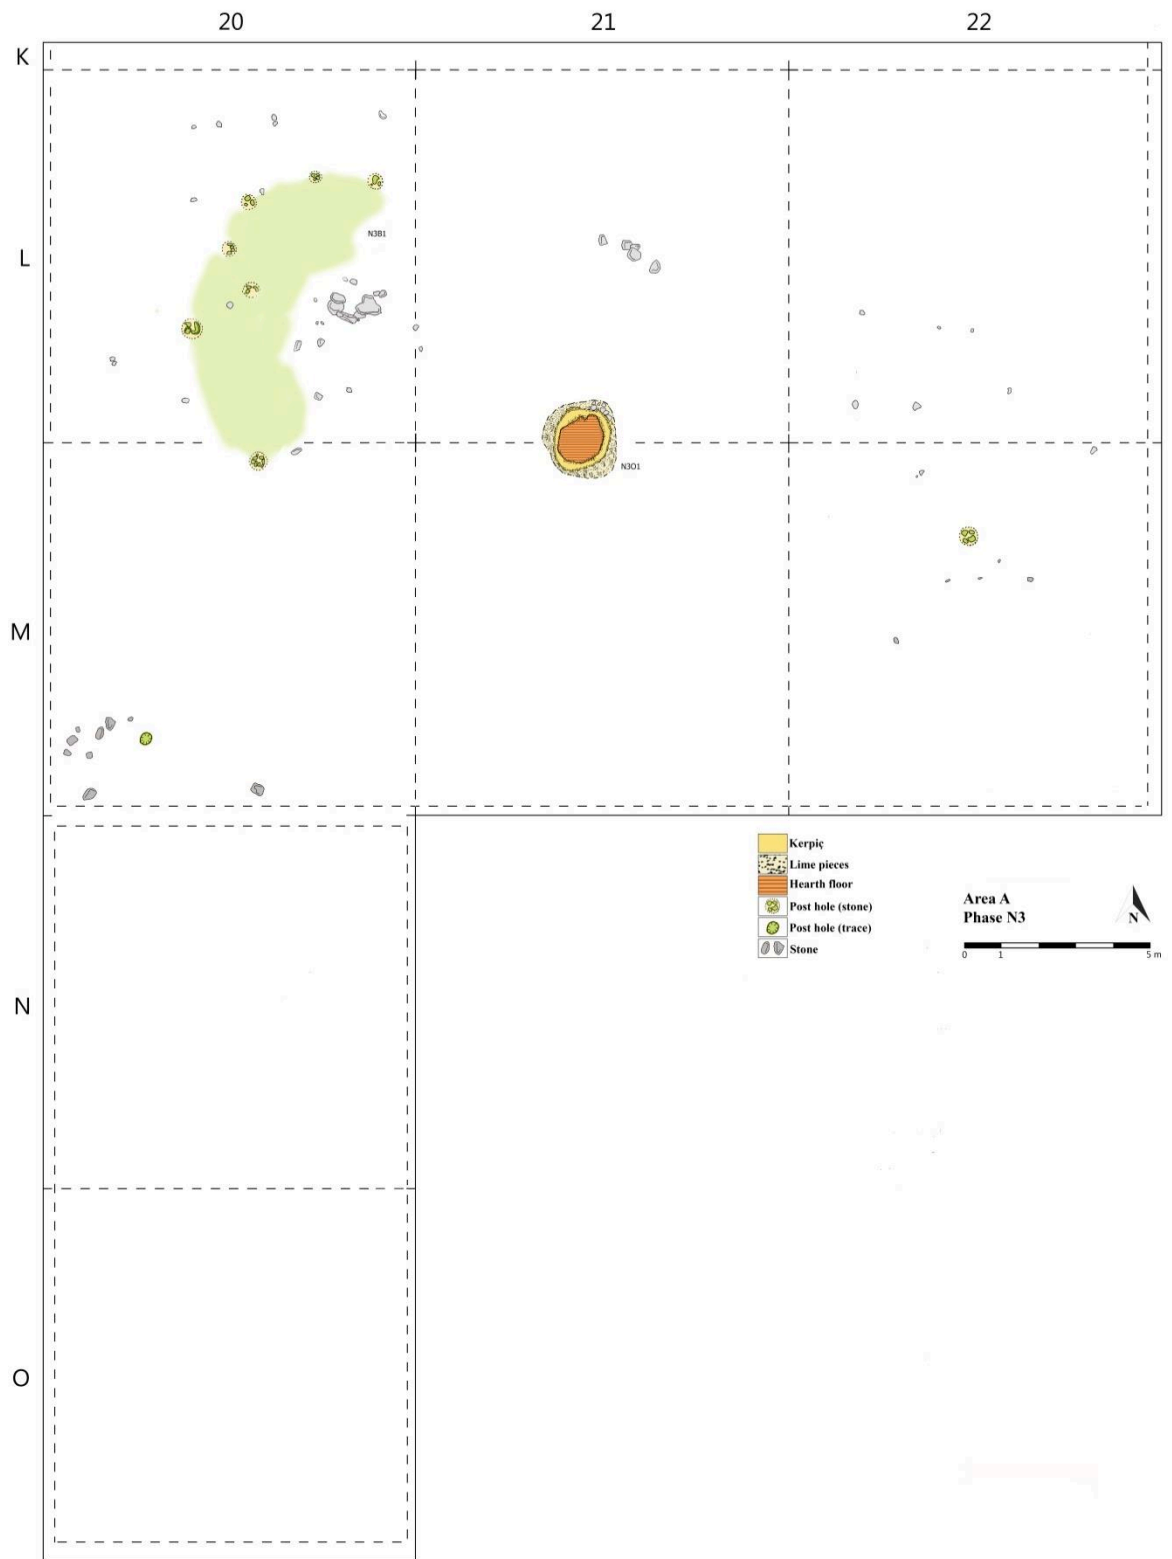 20 21 22
K
L
N3B1
N3O1
M
Kerpiç
Lime pieces
Hearth floor
Post hole (stone)
Post hole (trace)
Stone
Area A
Phase N3
N
0 1 5 m
N
O